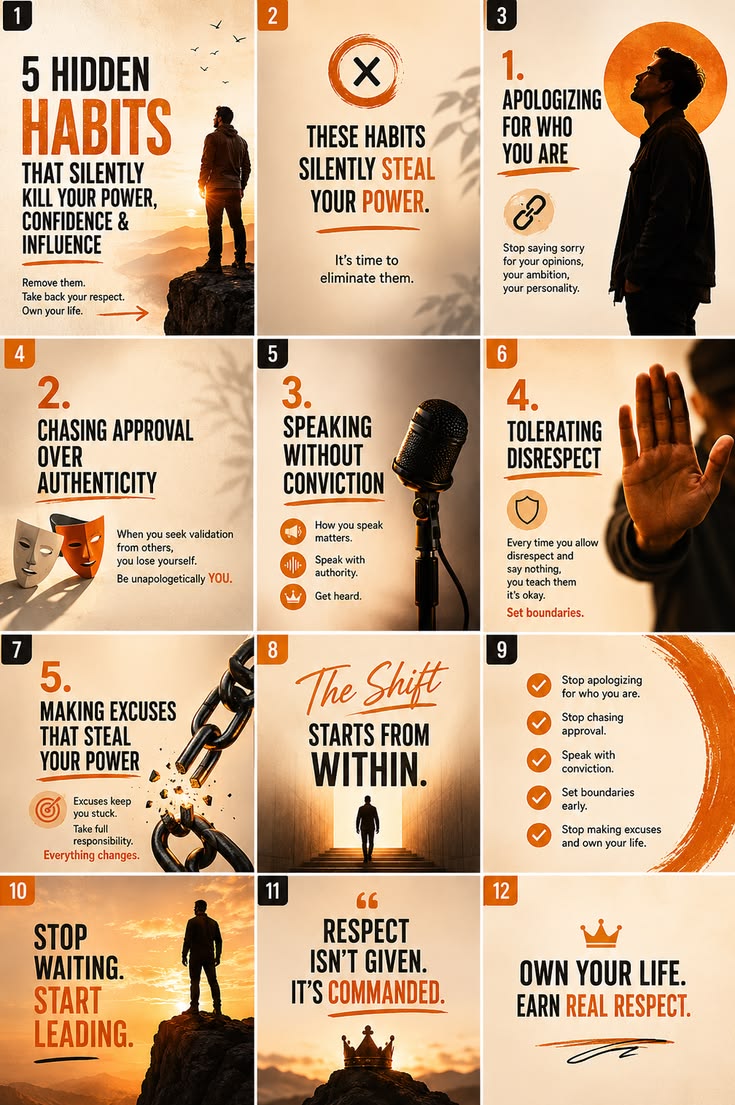 1
5 HIDDEN
HABITS
THAT SILENTLY
KILL YOUR POWER,
CONFIDENCE &
INFLUENCE
Remove them.
Take back your respect.
Own your life.
2
THESE HABITS
SILENTLY STEAL
YOUR POWER.
It's time to
eliminate them.
3
1.
APOLOGIZING
FOR WHO
YOU ARE
Stop saying sorry
for your opinions,
your ambition,
your personality.
4
2.
CHASING APPROVAL
OVER
AUTHENTICITY
When you seek validation
from others,
you lose yourself.
Be unapologetically YOU.
5
3.
SPEAKING
WITHOUT
CONVICTION
How you speak
matters.
Speak with
authority.
Get heard.
6
4.
TOLERATING
DISRESPECT
Every time you allow
disrespect and
say nothing,
you teach them
it's okay.
Set boundaries.
7
5.
MAKING EXCUSES
THAT STEAL
YOUR POWER
Excuses keep
you stuck.
Take full
responsibility.
Everything changes.
8
The Shift
STARTS FROM
WITHIN.
9
Stop apologizing
for who you are.
Stop chasing
approval.
Speak with
conviction.
Set boundaries
early.
Stop making excuses
and own your life.
10
STOP
WAITING.
START
LEADING.
11
“
RESPECT
ISN'T GIVEN.
IT'S COMMANDED.
12
OWN YOUR LIFE.
EARN REAL RESPECT.